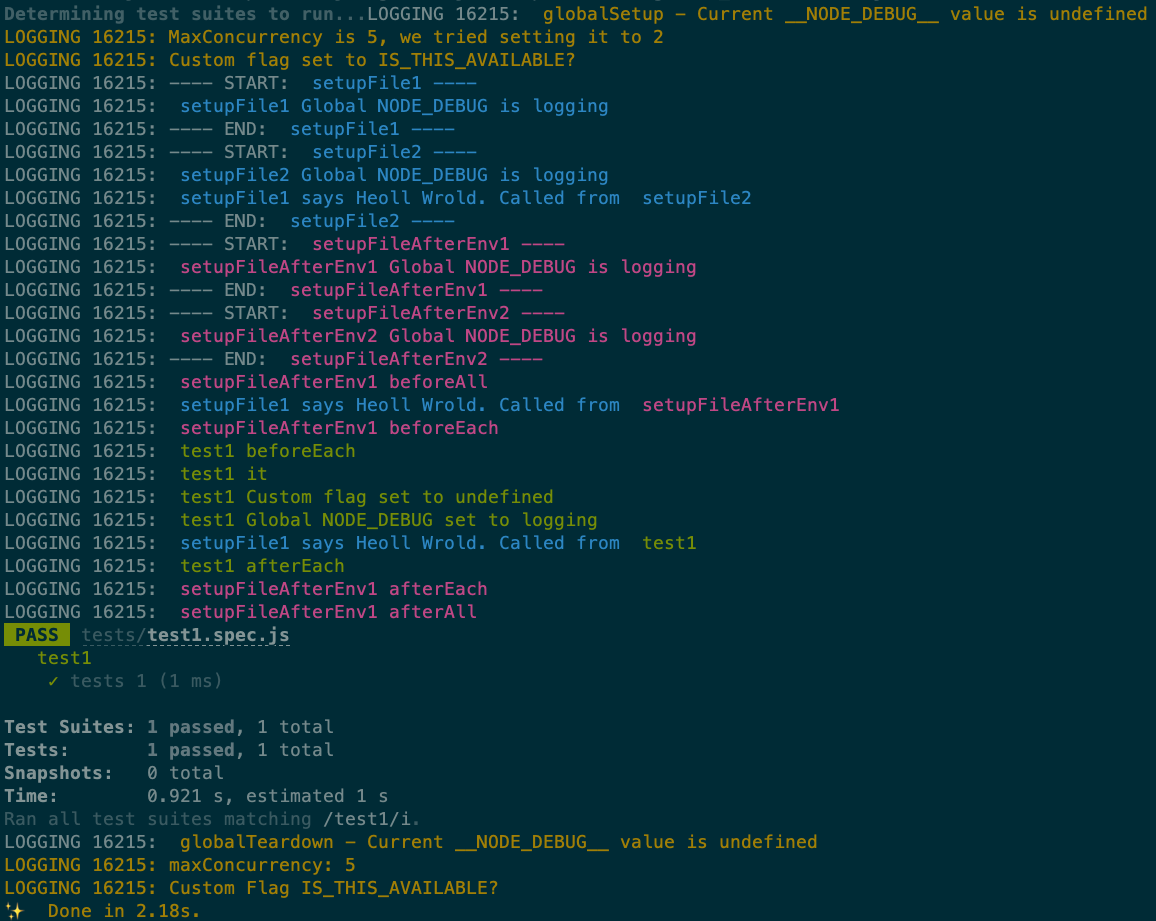 Determining test suites to run...LOGGING 16215:  globalSetup – Current __NODE_DEBUG__ value is undefined
LOGGING 16215: MaxConcurrency is 5, we tried setting it to 2
LOGGING 16215: Custom flag set to IS_THIS_AVAILABLE?
LOGGING 16215: ---- START:  setupFile1 ----
LOGGING 16215:  setupFile1 Global NODE_DEBUG is logging
LOGGING 16215: ---- END:  setupFile1 ----
LOGGING 16215: ---- START:  setupFile2 ----
LOGGING 16215:  setupFile2 Global NODE_DEBUG is logging
LOGGING 16215:  setupFile1 says Heoll Wrold. Called from  setupFile2
LOGGING 16215: ---- END:  setupFile2 ----
LOGGING 16215: ---- START:  setupFileAfterEnv1 ----
LOGGING 16215:  setupFileAfterEnv1 Global NODE_DEBUG is logging
LOGGING 16215: ---- END:  setupFileAfterEnv1 ----
LOGGING 16215: ---- START:  setupFileAfterEnv2 ----
LOGGING 16215:  setupFileAfterEnv2 Global NODE_DEBUG is logging
LOGGING 16215: ---- END:  setupFileAfterEnv2 ----
LOGGING 16215:  setupFileAfterEnv1 beforeAll
LOGGING 16215:  setupFile1 says Heoll Wrold. Called from  setupFileAfterEnv1
LOGGING 16215:  setupFileAfterEnv1 beforeEach
LOGGING 16215:  test1 beforeEach
LOGGING 16215:  test1 it
LOGGING 16215:  test1 Custom flag set to undefined
LOGGING 16215:  test1 Global NODE_DEBUG set to logging
LOGGING 16215:  setupFile1 says Heoll Wrold. Called from  test1
LOGGING 16215:  test1 afterEach
LOGGING 16215:  setupFileAfterEnv1 afterEach
LOGGING 16215:  setupFileAfterEnv1 afterAll
PASS tests/test1.spec.js
test1
✓ tests 1 (1 ms)
Test Suites: 1 passed, 1 total
Tests:       1 passed, 1 total
Snapshots:   0 total
Time:        0.921 s, estimated 1 s
Ran all test suites matching /test1/i.
LOGGING 16215:  globalTeardown – Current __NODE_DEBUG__ value is undefined
LOGGING 16215: maxConcurrency: 5
LOGGING 16215: Custom Flag IS_THIS_AVAILABLE?
✨  Done in 2.18s.